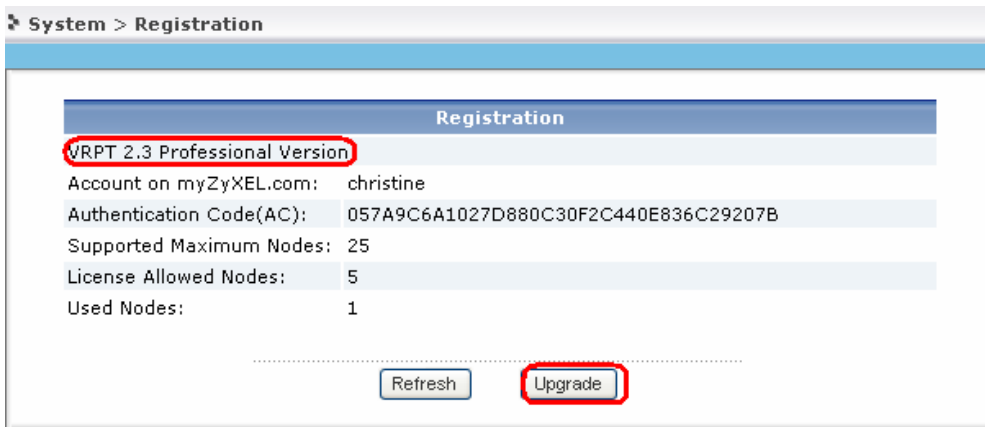 System > Registration
Registration
VRPT 2.3 Professional Version
Account on myZyXEL.com: christine
Authentication Code(AC): 057A9C6A1027D880C30F2C440E836C29207B
Supported Maximum Nodes: 25
License Allowed Nodes: 5
Used Nodes: 1
Refresh Upgrade